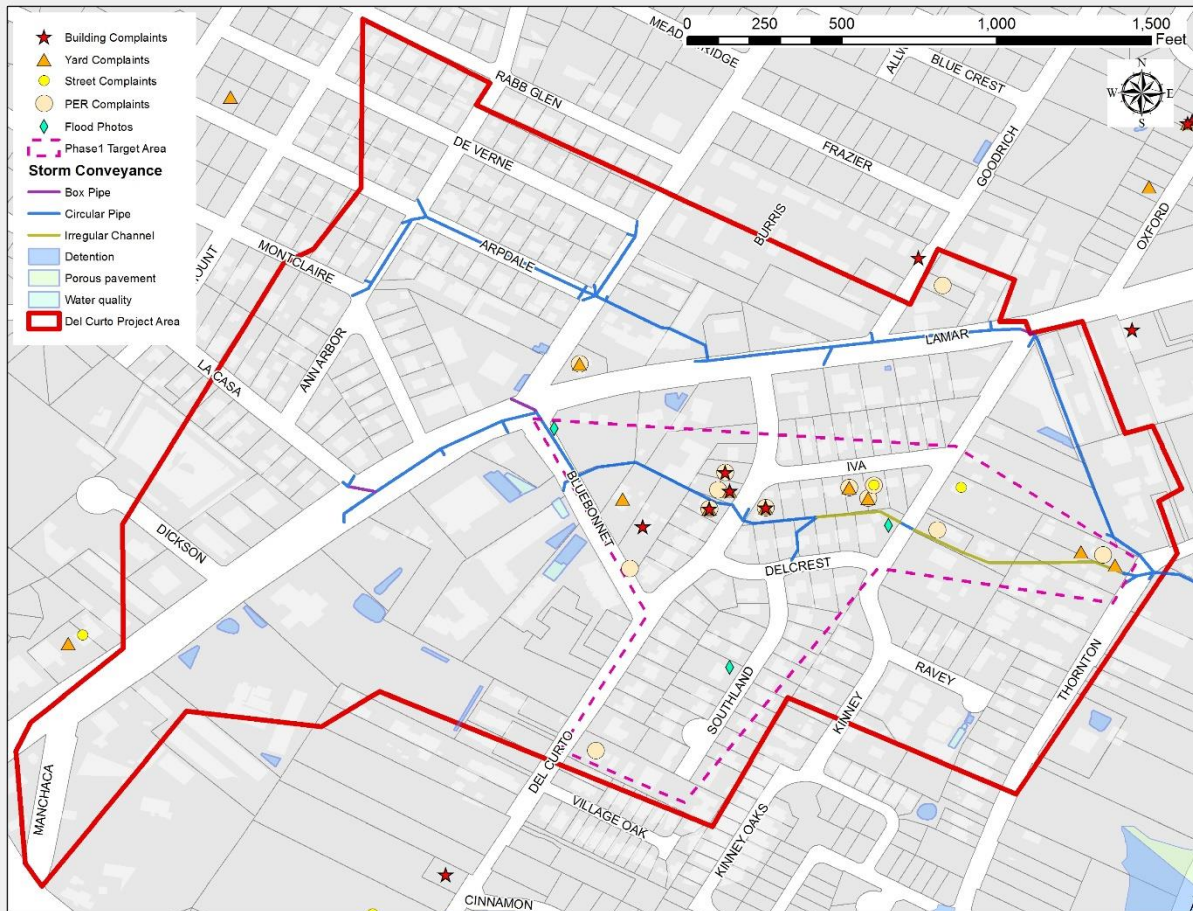 Building Complaints
Yard Complaints
Street Complaints
PER Complaints
Flood Photos
Phase1 Target Area
Storm Conveyance
Box Pipe
Circular Pipe
Irregular Channel
Detention
Porous pavement
Water quality
Del Curto Project Area
0 250 500 1,000 1,500
Feet
N
W E
S
RABB GLEN
BLUE CREST
DE VERNE
FRAZIER
GOODRICH
OXFORD
BURRIS
ARPDALE
MONTCLAIRE
LAMAR
ANN ARBOR
LA CASA
IVA
BLUEBONNET
DICKSON
DELCREST
SOUTHLAND
RAVEY
THORNTON
KINNEY
DEL CURTO
MANCHACA
VILLAGE OAK
KINNEY OAKS
CINNAMON